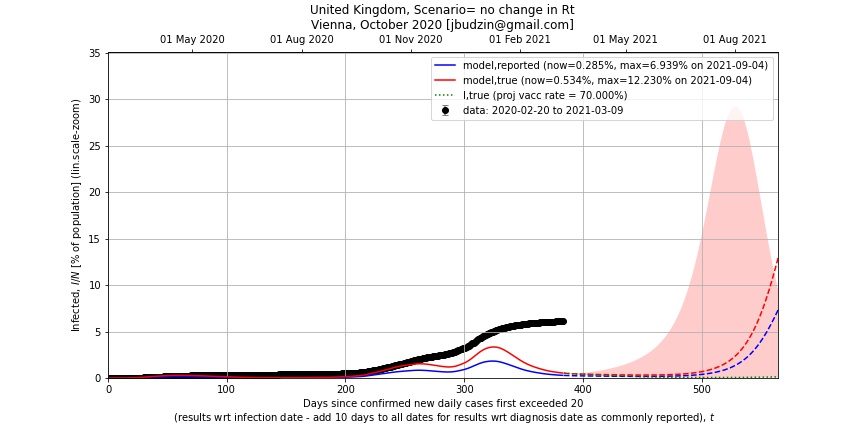 United Kingdom, Scenario= no change in Rt
Vienna, October 2020 [jbudzin@gmail.com]
01 May 2020 01 Aug 2020 01 Nov 2020 01 Feb 2021 01 May 2021 01 Aug 2021
model,reported (now=0.285%, max=6.939% on 2021-09-04)
model,true (now=0.534%, max=12.230% on 2021-09-04)
I,true (proj vacc rate = 70.000%)
data: 2020-02-20 to 2021-03-09
Infected, I/N [% of population] (lin.scale-zoom)
35
30
25
20
15
10
5
0
0 100 200 300 400 500
Days since confirmed new daily cases first exceeded 20
(results wrt infection date - add 10 days to all dates for results wrt diagnosis date as commonly reported), t